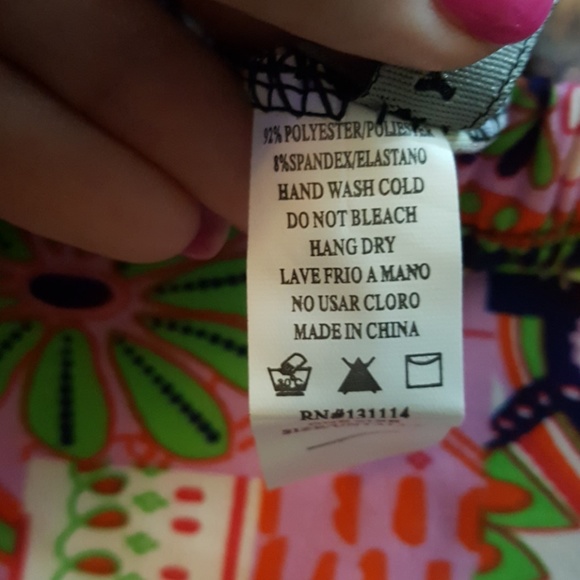 92% POLYESTER/POLIESTER
8%SPANDEX/ELASTANO
HAND WASH COLD
DO NOT BLEACH
HANG DRY
LAVE FRIO A MANO
NO USAR CLORO
MADE IN CHINA
30°C
RN#131114